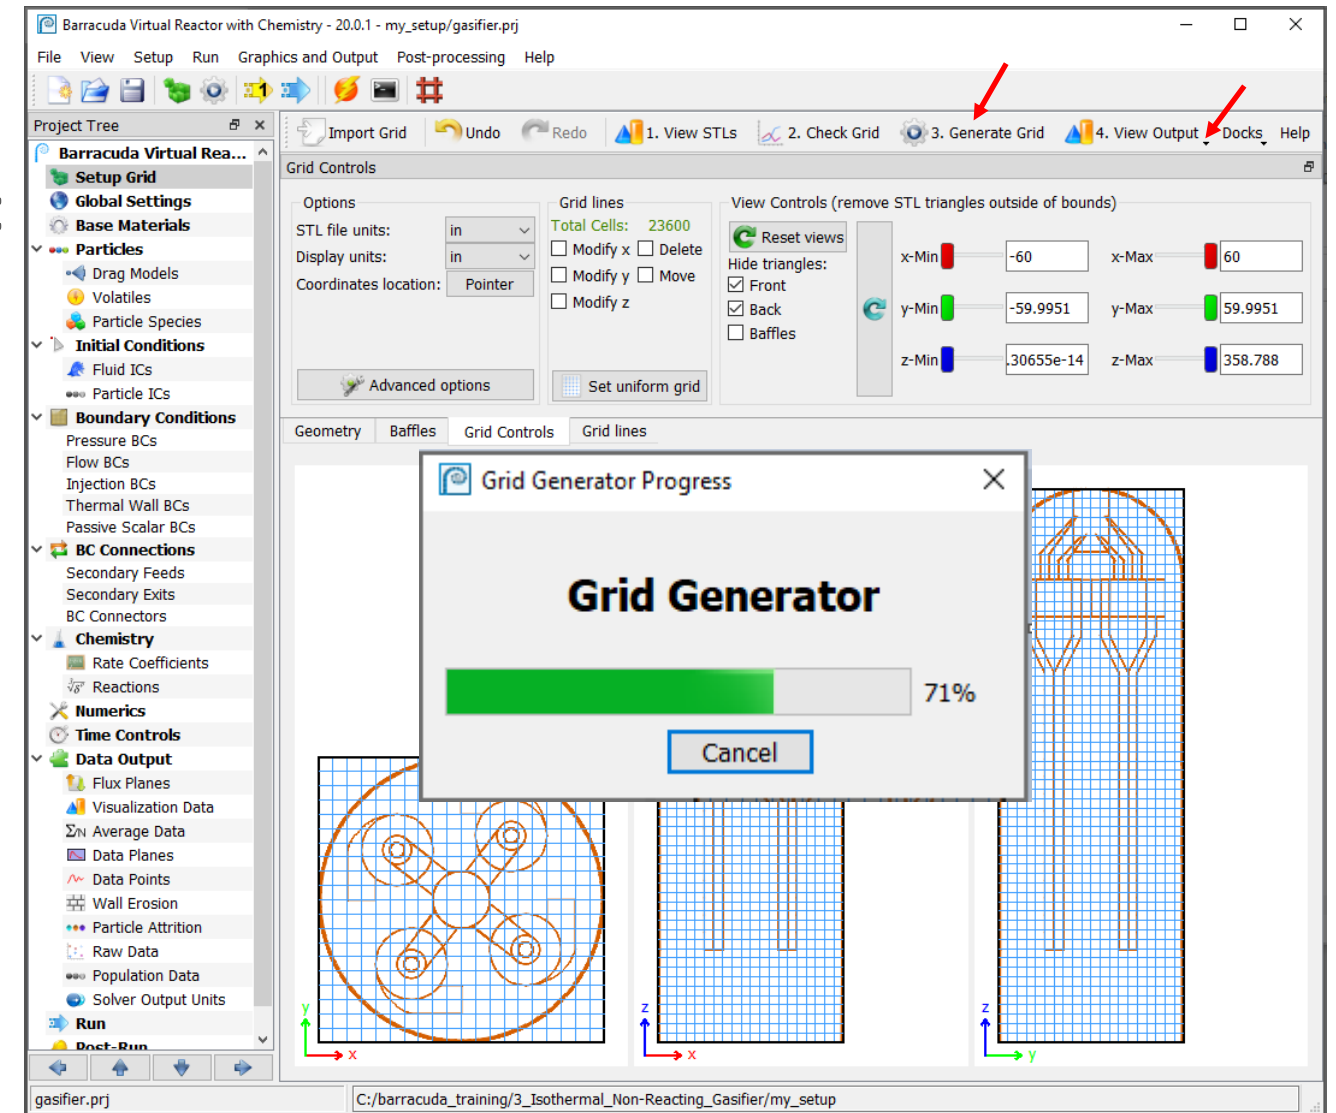 Barracuda Virtual Reactor with Chemistry - 20.0.1 - my_setup/gasifier.prj
File View Setup Run Graphics and Output Post-processing Help
Project Tree
Barracuda Virtual Rea...
Setup Grid
Global Settings
Base Materials
Particles
Drag Models
Volatiles
Particle Species
Initial Conditions
Fluid ICs
Particle ICs
Boundary Conditions
Pressure BCs
Flow BCs
Injection BCs
Thermal Wall BCs
Passive Scalar BCs
BC Connections
Secondary Feeds
Secondary Exits
BC Connectors
Chemistry
Rate Coefficients
Reactions
Numerics
Time Controls
Data Output
Flux Planes
Visualization Data
Σ/N Average Data
Data Planes
Data Points
Wall Erosion
Particle Attrition
Raw Data
Population Data
Solver Output Units
Run
Post-Run
Import Grid Undo Redo 1. View STLs 2. Check Grid 3. Generate Grid 4. View Output Docks Help
Grid Controls
Options
STL file units: in
Display units: in
Coordinates location: Pointer
Advanced options
Grid lines
Total Cells: 23600
Modify x Delete
Modify y Move
Modify z
Set uniform grid
View Controls (remove STL triangles outside of bounds)
Reset views
Hide triangles:
Front
Back
Baffles
x-Min -60 x-Max 60
y-Min -59.9951 y-Max 59.9951
z-Min .30655e-14 z-Max 358.788
Geometry Baffles Grid Controls Grid lines
Grid Generator Progress
Grid Generator
71%
Cancel
y
x
z
x
z
y
gasifier.prj
C:/barracuda_training/3_Isothermal_Non-Reacting_Gasifier/my_setup